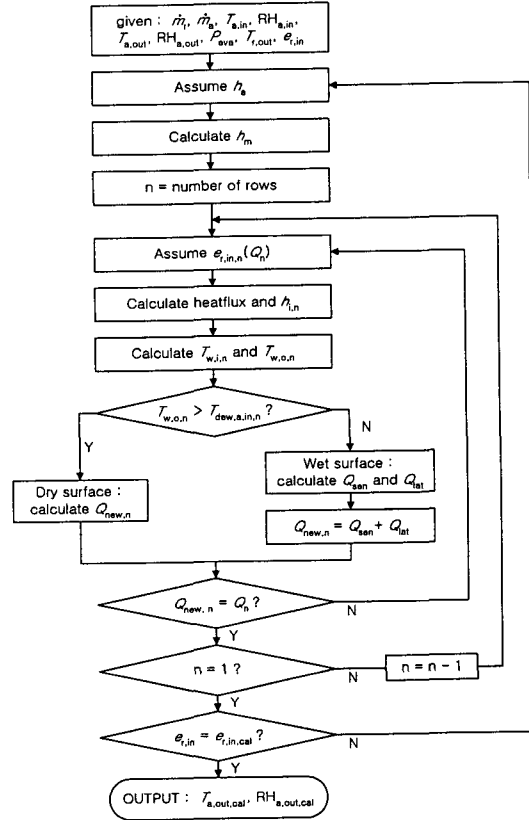 given : ṁr, ṁa, Ta,in, RHa,in,
Ta,out, RHa,out, Peva, Tr,out, er,in
Assume ha
Calculate hm
n = number of rows
Assume er,in,n(Qn)
Calculate heatflux and hi,n
Calculate Tw,i,n and Tw,o,n
Tw,o,n > Tdew,a,in,n ?
Y
N
Dry surface :
calculate Qnew,n
Wet surface :
calculate Qsen and Qlat
Qnew,n = Qsen + Qlat
Qnew, n = Qn ?
N
Y
n = 1 ?
N
n = n - 1
Y
er,in = er,in,cal ?
N
Y
OUTPUT : Ta,out,cal, RHa,out,cal